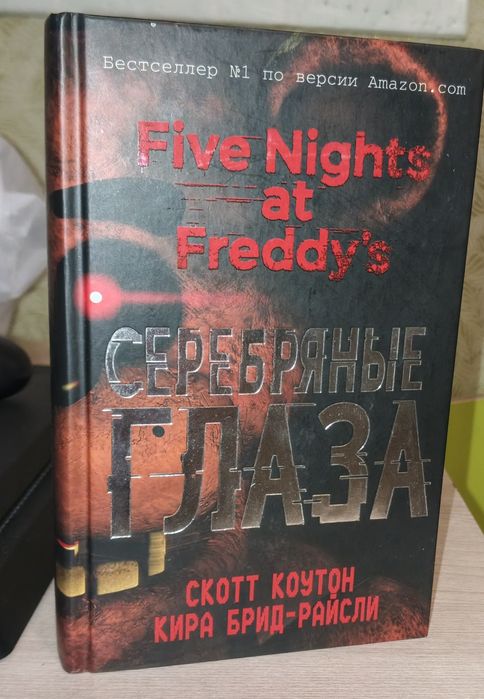 Бестселлер №1 по версии Amazon.com
Five Nights
at
Freddy's
СЕРЕБРЯНЫЕ
ГЛАЗА
СКОТТ КОУТОН
КИРА БРИД-РАЙСЛИ